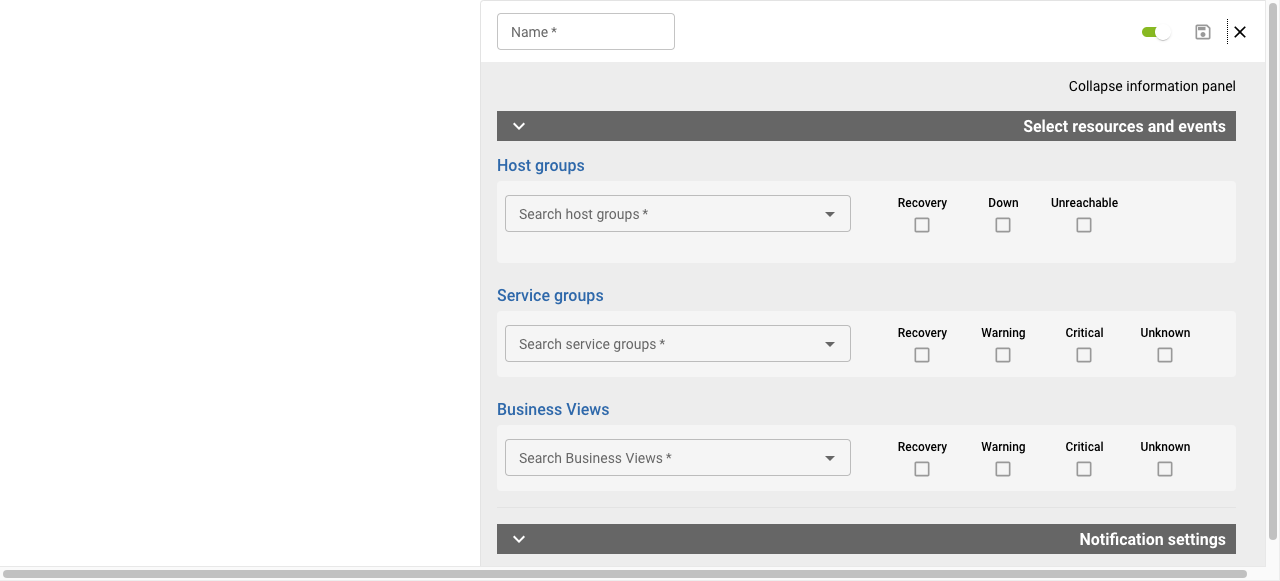 Name *
Collapse information panel
Select resources and events
Host groups
Search host groups *
Recovery
Down
Unreachable
Service groups
Search service groups *
Recovery
Warning
Critical
Unknown
Business Views
Search Business Views *
Recovery
Warning
Critical
Unknown
Notification settings